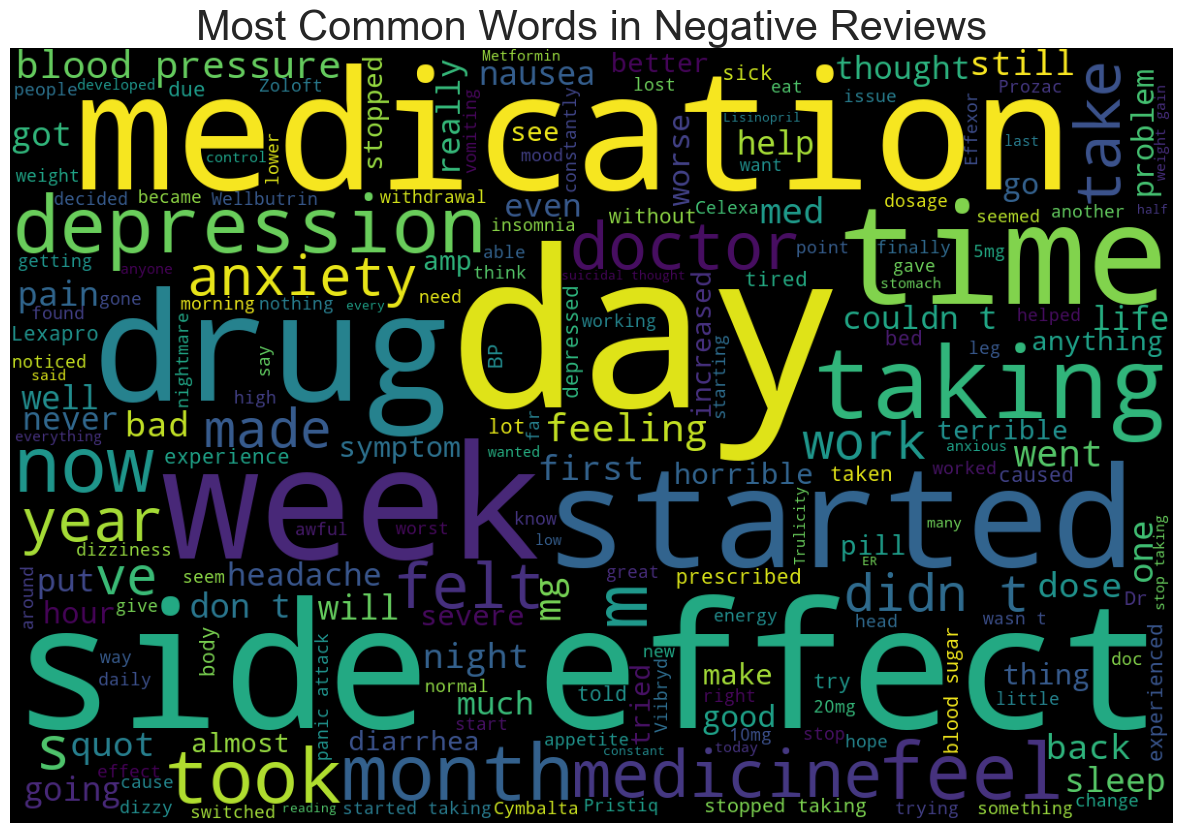 Most Common Words in Negative Reviews
blood pressure
people
developed
due
Zoloft
stopped
really
Metformin
nausea
vomiting
see
mood
constantly
better
lost
worse
sick
eat
Lisinopril
help
want
thought
issue
still
Prozac
Effexor
last
go
take
problem
weight gain
half
medication
got
weight
control
lower
decided
became
Wellbutrin
withdrawal
even
insomnia
without
Celexa
med
dosage
seemed
another
depression
getting
anyone
anxiety
amp
able
think
doctor
suicidal thought
point
tired
finally
gave
stomach
5mg
time
pain
gone
found
morning
nothing
every
need
Lexapro
noticed
said
nightmare
say
high
drug
day
BP
depressed
working
increased
starting
couldn t
bed
helped
leg
life
anything
taking
well
never
everything
bad
made
symptom
experience
lot
far
wanted
feeling
work
terrible
anxious
went
now
week
first
horrible
taken
worked
caused
started
year
dizziness
awful
worst
know
low
Trulicity
many
pill
ER
one
stop taking
around
put
ve
seem
headache
felt
mg
great
m
prescribed
didn t
dose
Dr
hour
give
don t
will
severe
energy
head
wasn t
side effect
way
daily
body
panic attack
night
normal
much
start
told
new
tried
Viibryd
make
right
good
try
20mg
10mg
stop
blood sugar
thing
little
doc
experienced
s
quot
almost
diarrhea
appetite
constant
today
hope
back
going
effect
cause
dizzy
took
switched
reading
month
started taking
Cymbalta
medicine
Pristiq
stopped taking
feel
trying
something
sleep
change